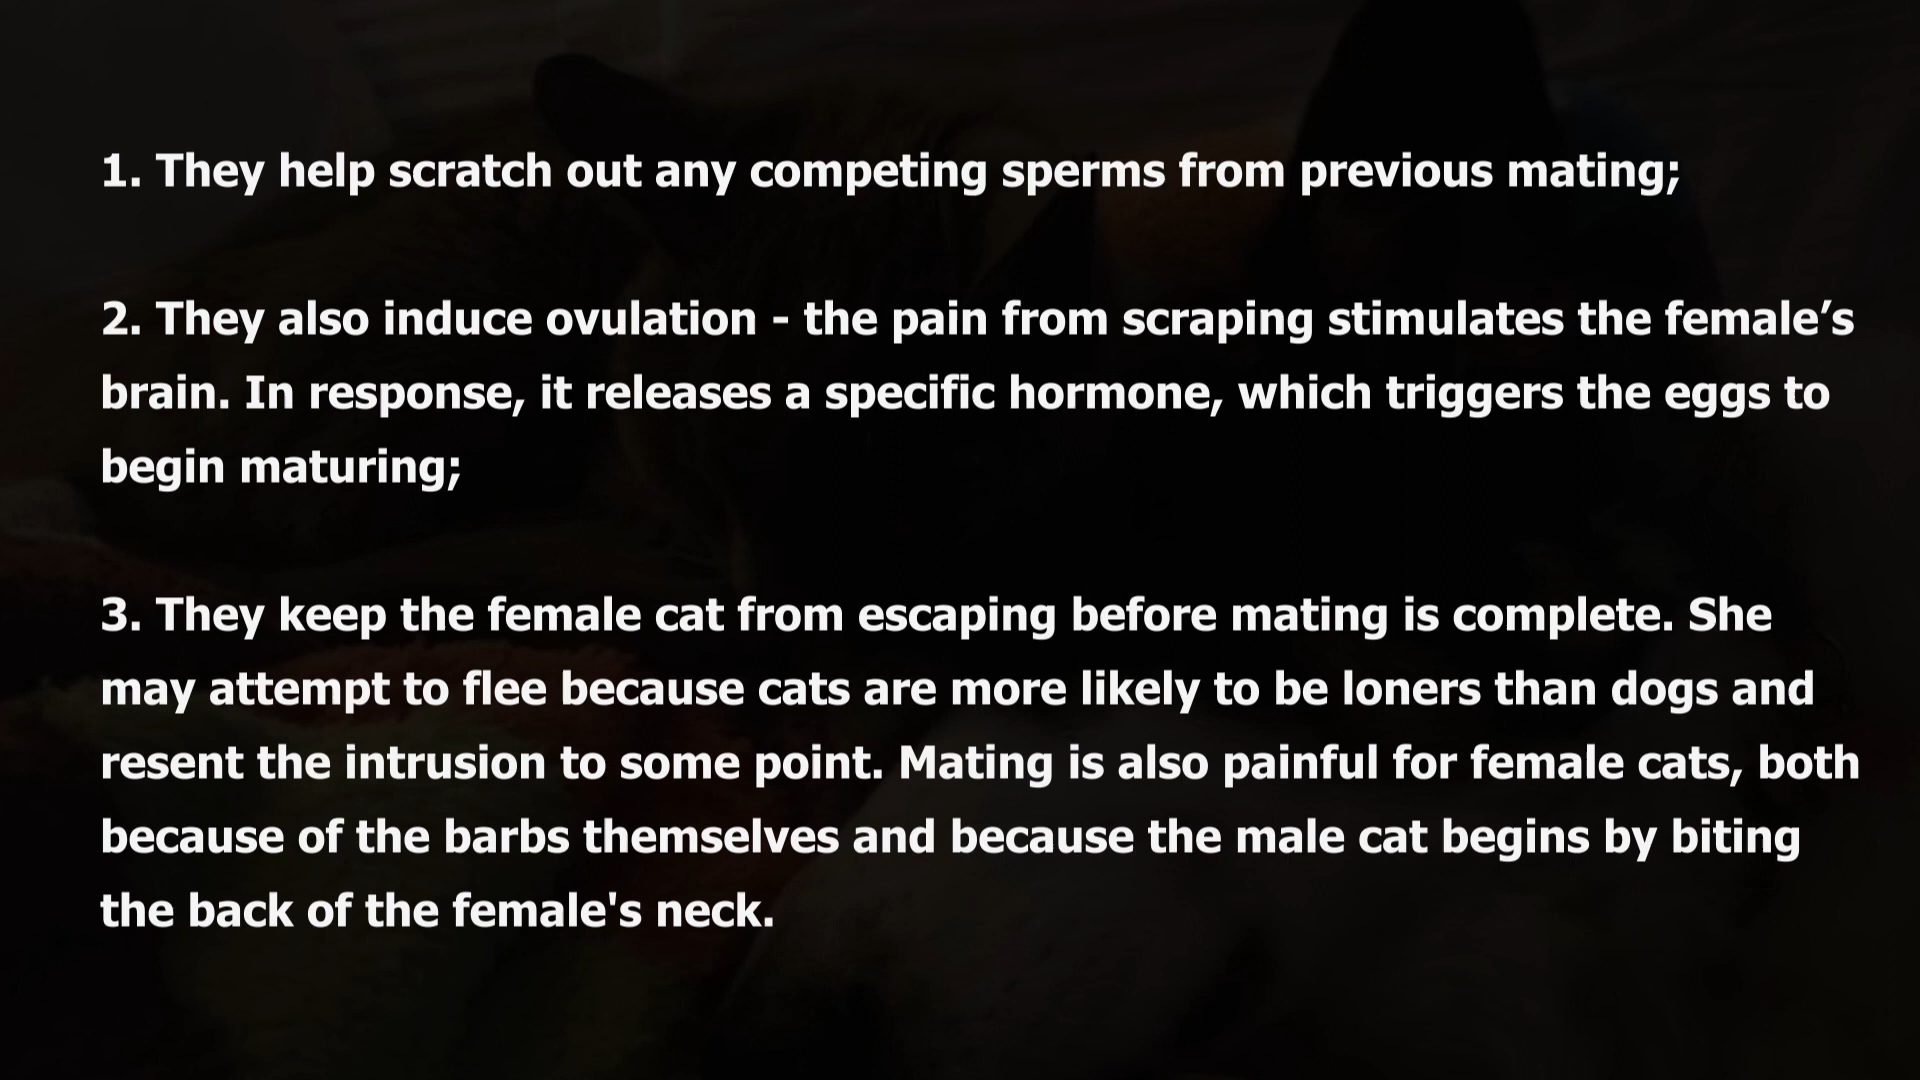 1. They help scratch out any competing sperms from previous mating;
2. They also induce ovulation - the pain from scraping stimulates the female’s
brain. In response, it releases a specific hormone, which triggers the eggs to
begin maturing;
3. They keep the female cat from escaping before mating is complete. She
may attempt to flee because cats are more likely to be loners than dogs and
resent the intrusion to some point. Mating is also painful for female cats, both
because of the barbs themselves and because the male cat begins by biting
the back of the female's neck.